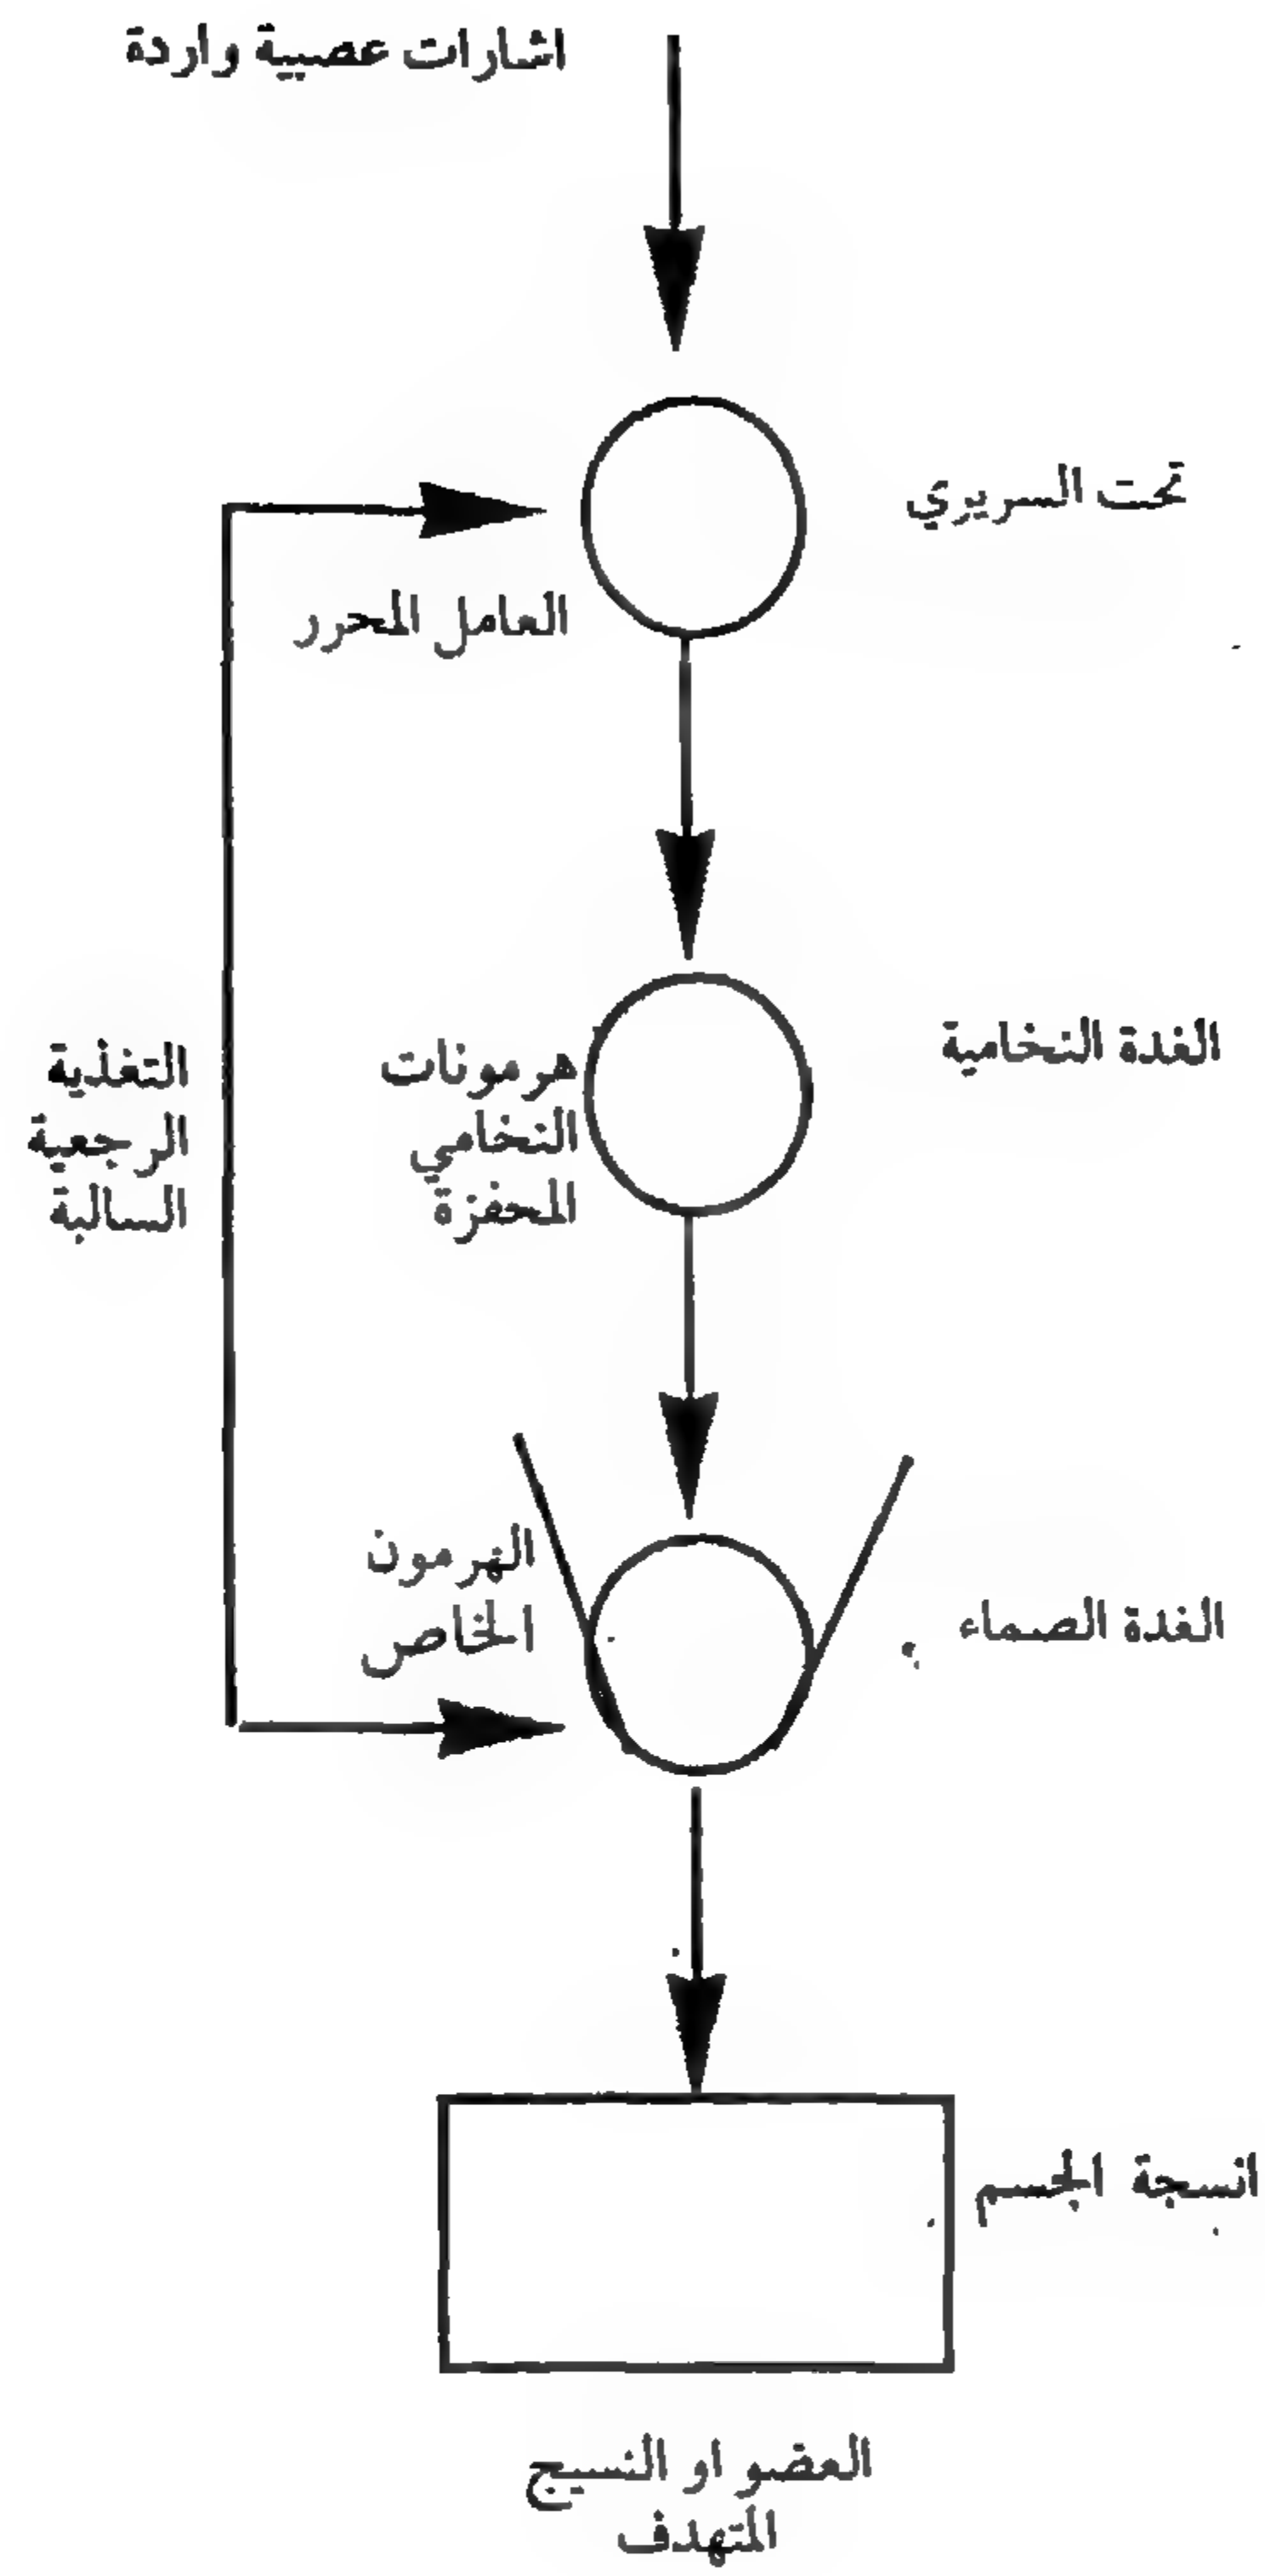 اشارات عصبية واردة
تحت السريري
العامل المحرر
الغدة النخامية
هرمونات
النخامي
المحفزة
التغذية
الرجعية
السالبة
الهرمون
الخاص
الغدة الصماء
انسجة الجسم
العضو او النسيج
المتهدف